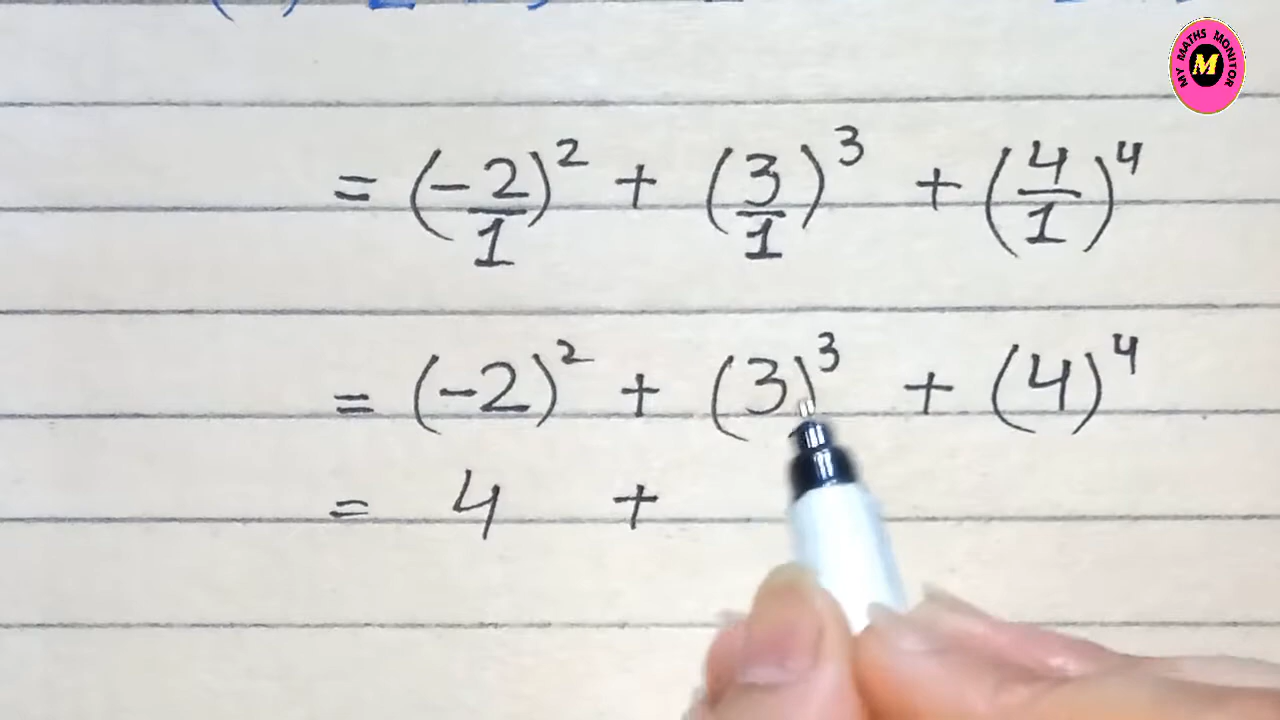 MY MATHS MONITOR
M
= (-2/1)² + (3/1)³ + (4/1)⁴
= (-2)² + (3)³ + (4)⁴
= 4 +